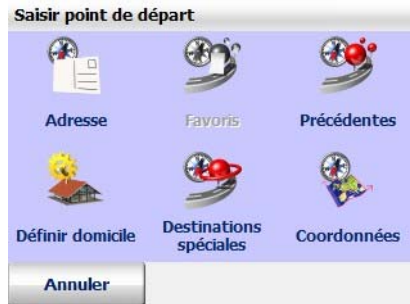 Saisir point de départ
Adresse
Favoris
Précédentes
Définir domicile
Destinations
spéciales
Coordonnées
Annuler